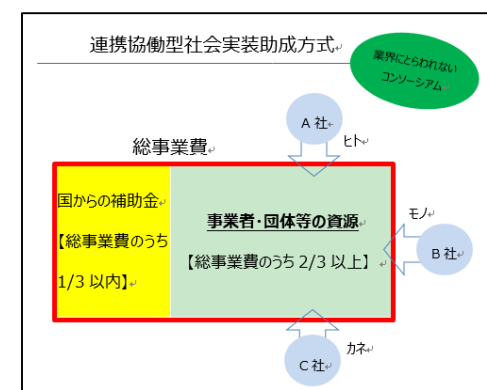 連携協働型社会実装助成方式
業界にとらわれない
コンソーシアム
A 社
ヒト
総事業費
国からの補助金
【総事業費のうち
1/3 以内】
事業者・団体等の資源
【総事業費のうち 2/3 以上】
モノ
B 社
カネ
C 社